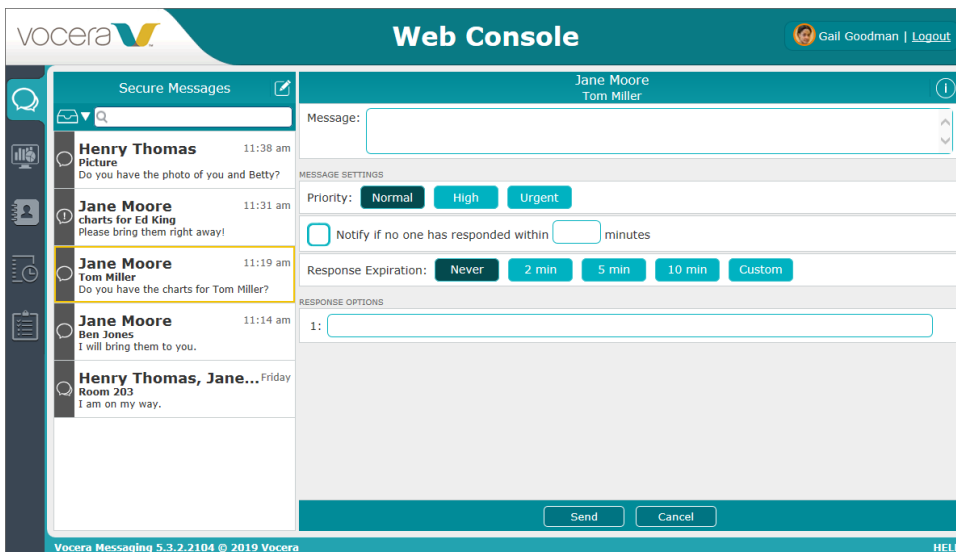 vocera
Web Console
Gail Goodman | Logout
Secure Messages
Henry Thomas 11:38 am
Picture
Do you have the photo of you and Betty?
Jane Moore 11:31 am
charts for Ed King
Please bring them right away!
Jane Moore 11:19 am
Tom Miller
Do you have the charts for Tom Miller?
Jane Moore 11:14 am
Ben Jones
I will bring them to you.
Henry Thomas, Jane... Friday
Room 203
I am on my way.
Jane Moore
Tom Miller
Message:
MESSAGE SETTINGS
Priority: Normal High Urgent
Notify if no one has responded within minutes
Response Expiration: Never 2 min 5 min 10 min Custom
RESPONSE OPTIONS
1:
Send Cancel
Vocera Messaging 5.3.2.2104 © 2019 Vocera
HELP